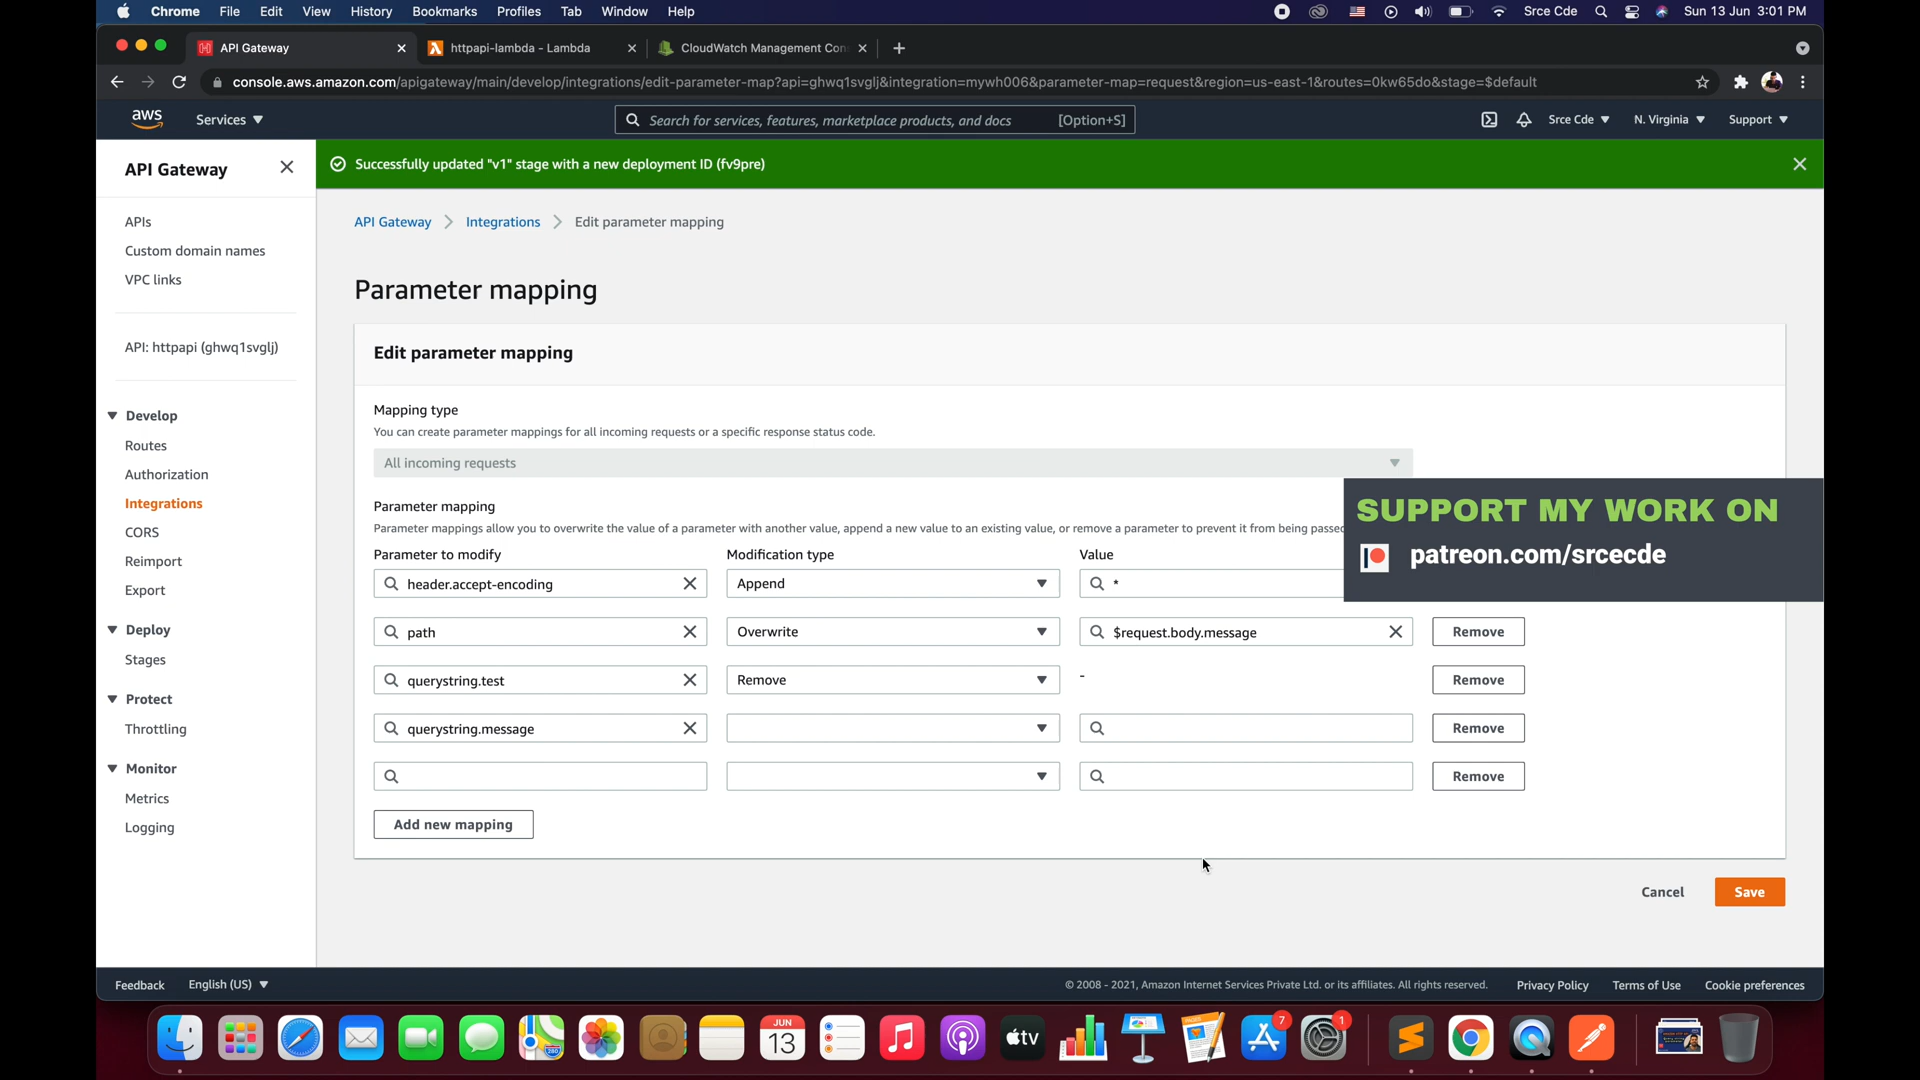 Chrome File Edit View History Bookmarks Profiles Tab Window Help Srce Cde Sun 13 Jun 3:01 PM
API Gateway httpapi-lambda - Lambda CloudWatch Management Con
console.aws.amazon.com/apigateway/main/develop/integrations/edit-parameter-map?api=ghwq1svglj&integration=mywh006&parameter-map=request&region=us-east-1&routes=0kw65do&stage=$default
aws Services Search for services, features, marketplace products, and docs [Option+S] Srce Cde N. Virginia Support
API Gateway
Successfully updated "v1" stage with a new deployment ID (fv9pre)
APIs
Custom domain names
VPC links
API: httpapi (ghwq1svglj)
Develop
Routes
Authorization
Integrations
CORS
Reimport
Export
Deploy
Stages
Protect
Throttling
Monitor
Metrics
Logging
API Gateway Integrations Edit parameter mapping
Parameter mapping
Edit parameter mapping
Mapping type
You can create parameter mappings for all incoming requests or a specific response status code.
All incoming requests
Parameter mapping
Parameter mappings allow you to overwrite the value of a parameter with another value, append a new value to an existing value, or remove a parameter to prevent it from being passed
Parameter to modify Modification type Value
header.accept-encoding Append *
path Overwrite $request.body.message Remove
querystring.test Remove - Remove
querystring.message Remove
Remove
Add new mapping
Cancel Save
SUPPORT MY WORK ON
patreon.com/srcecde
Feedback English (US) © 2008 - 2021, Amazon Internet Services Private Ltd. or its affiliates. All rights reserved. Privacy Policy Terms of Use Cookie preferences
JUN
13
tv
7
1